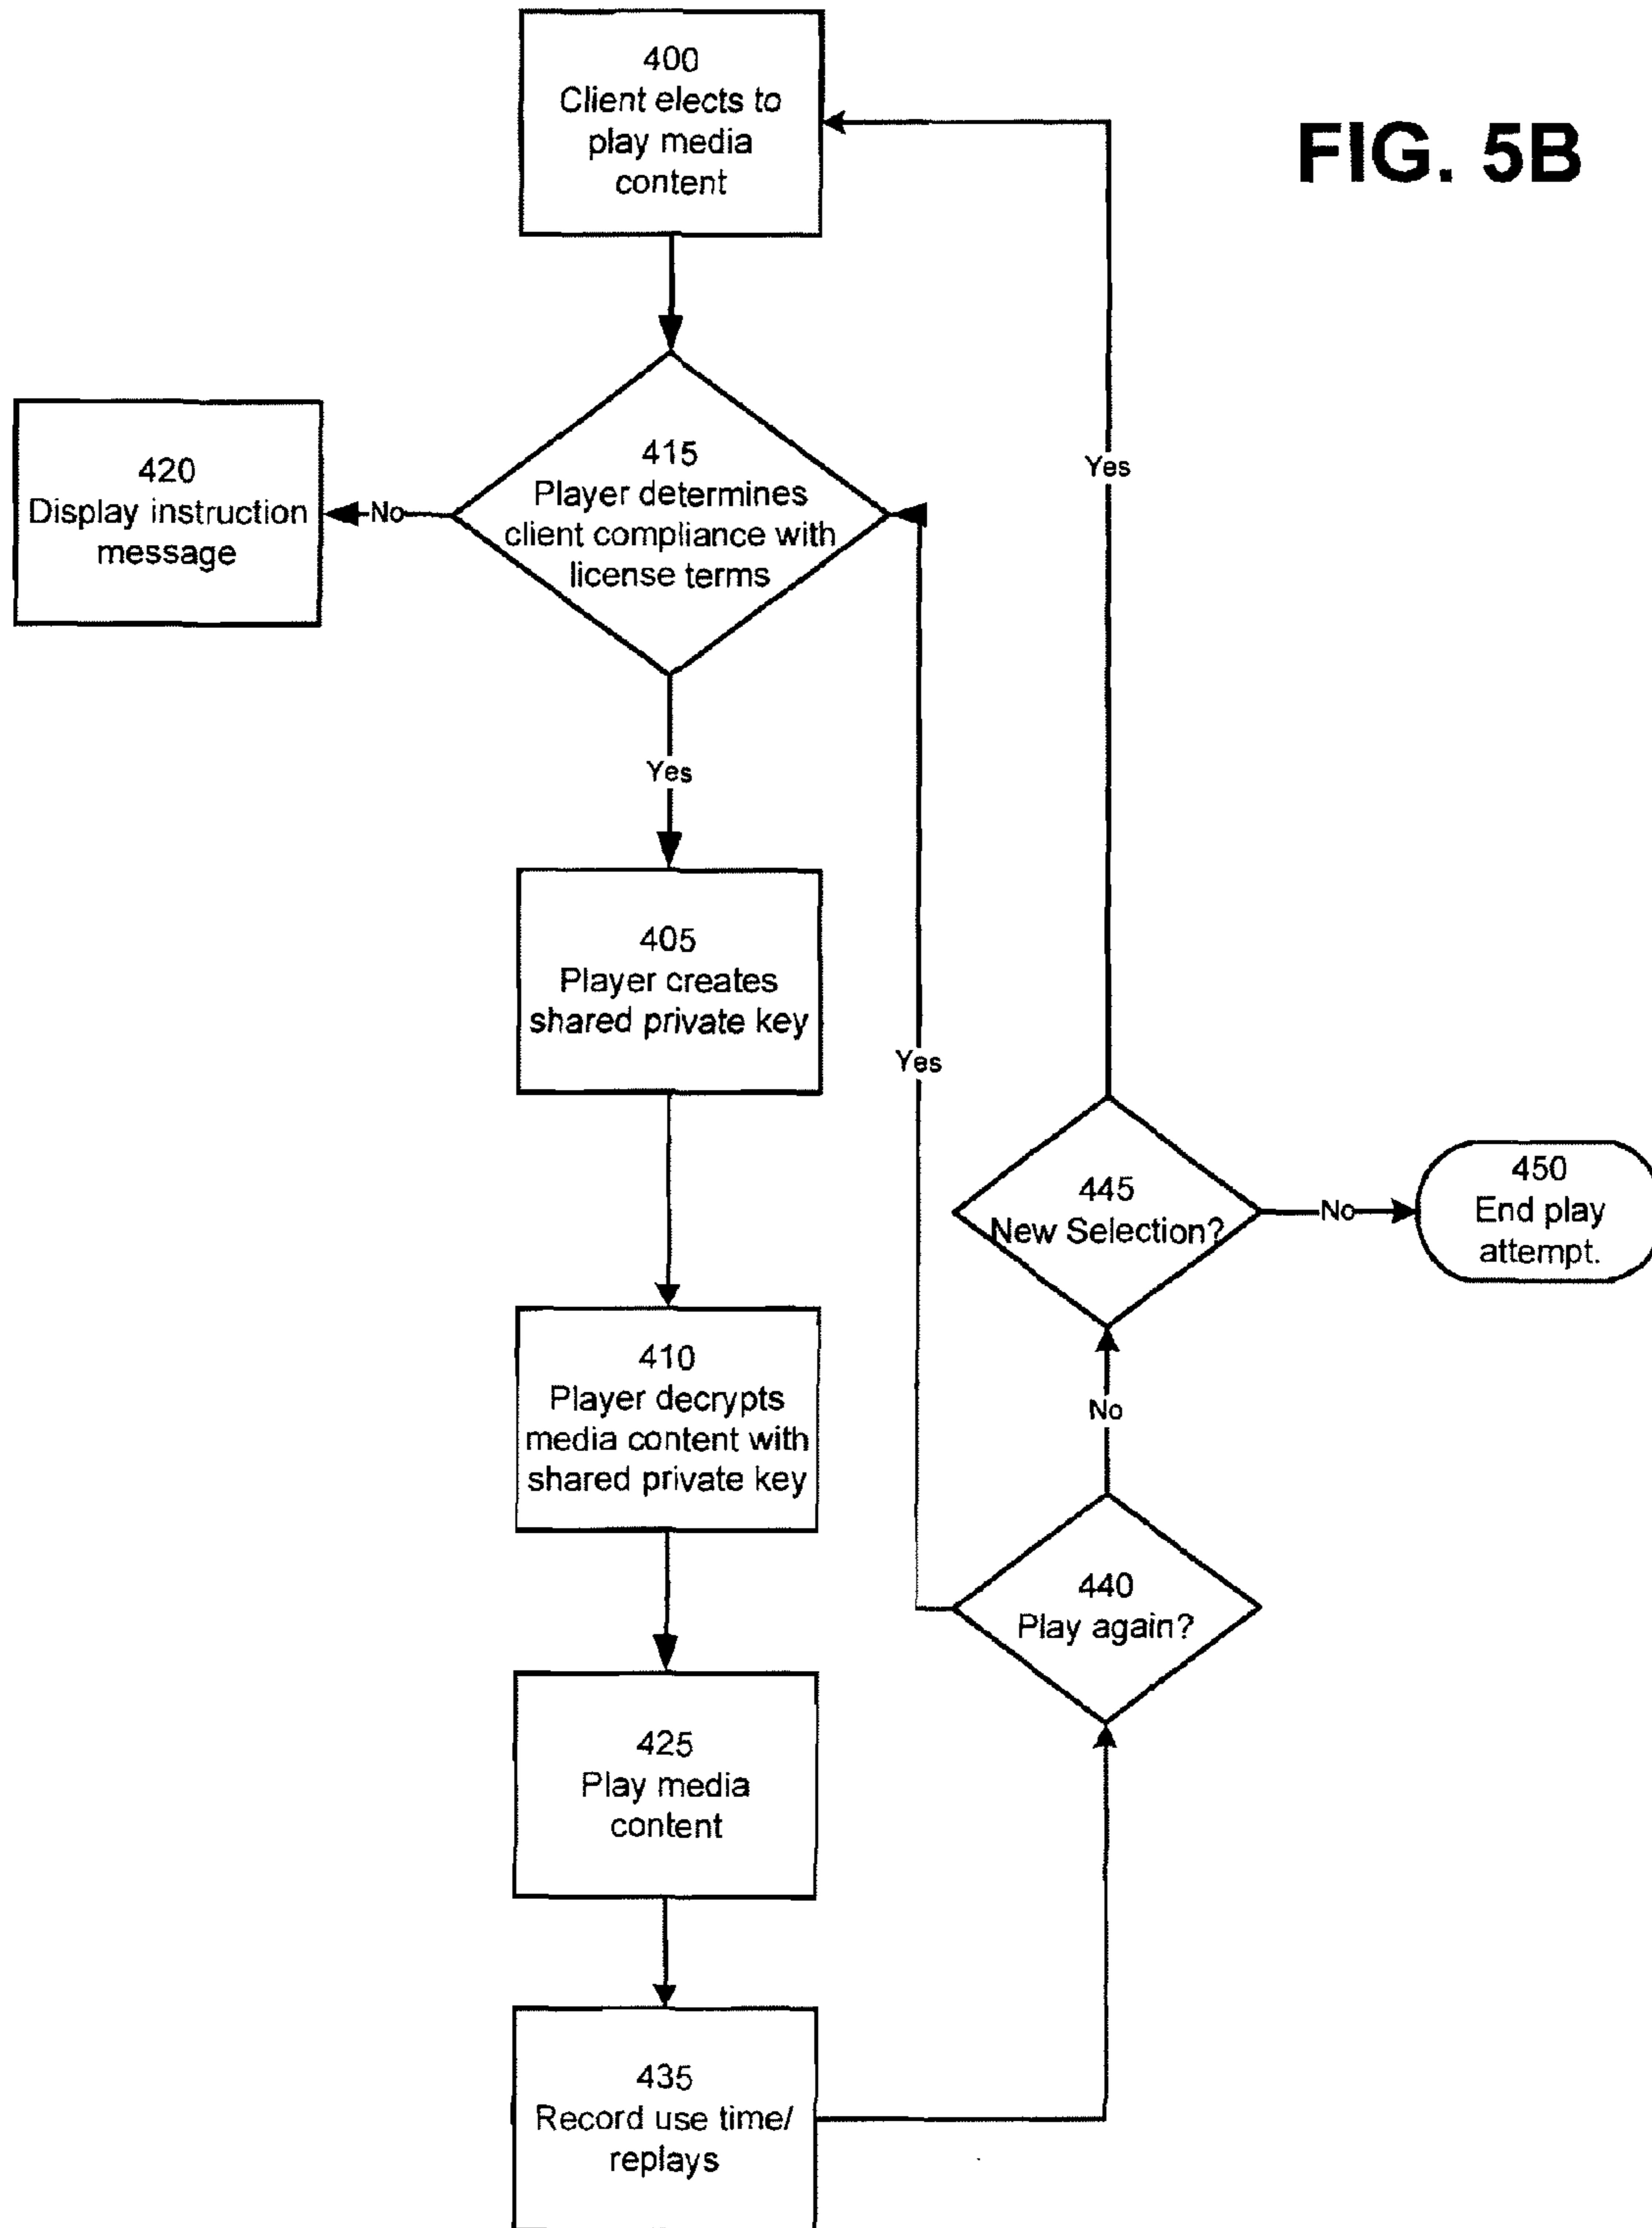 FIG. 5B
400
Client elects to
play media
content
415
Player determines
client compliance with
license terms
No
420
Display instruction
message
Yes
405
Player creates
shared private key
410
Player decrypts
media content with
shared private key
425
Play media
content
435
Record use time/
replays
440
Play again?
Yes
No
445
New Selection?
Yes
No
450
End play
attempt.